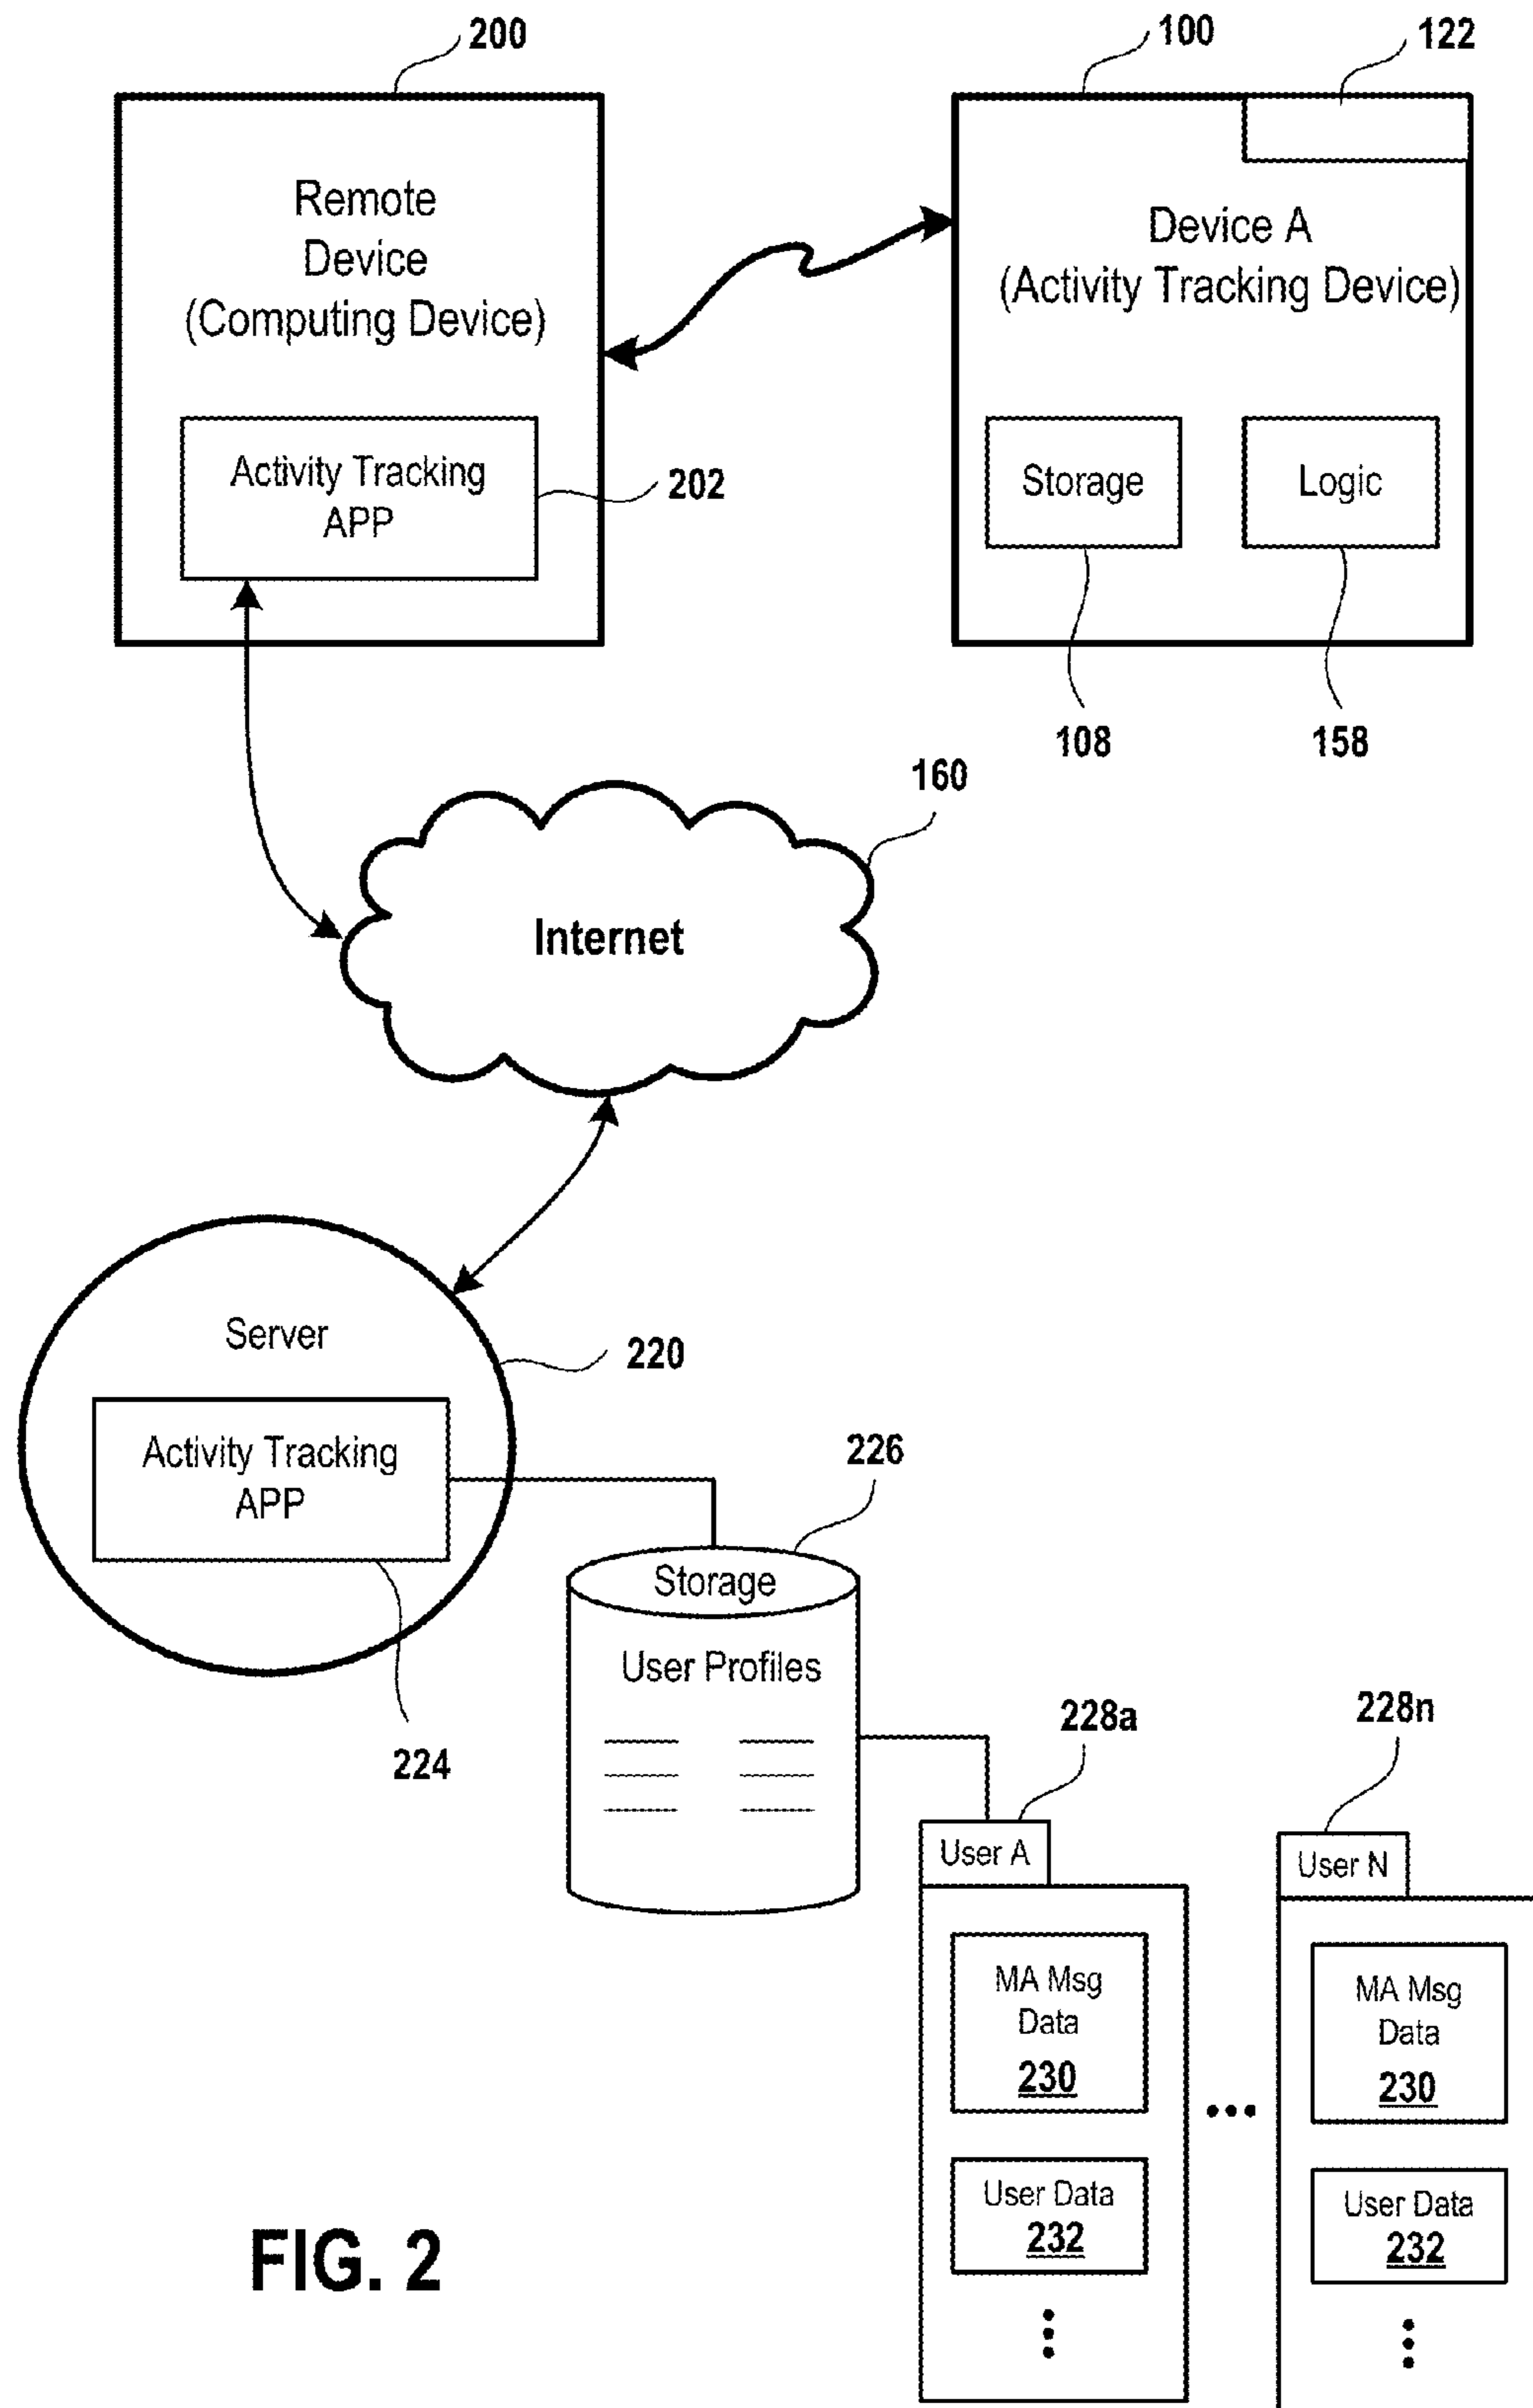 200
100
122
Remote
Device
(Computing Device)
Device A
(Activity Tracking Device)
Activity Tracking
APP
202
Storage
Logic
108
158
160
Internet
Server
220
Activity Tracking
APP
224
226
Storage
User Profiles
228a
228n
User A
User N
MA Msg
Data
230
MA Msg
Data
230
User Data
232
User Data
232
FIG. 2